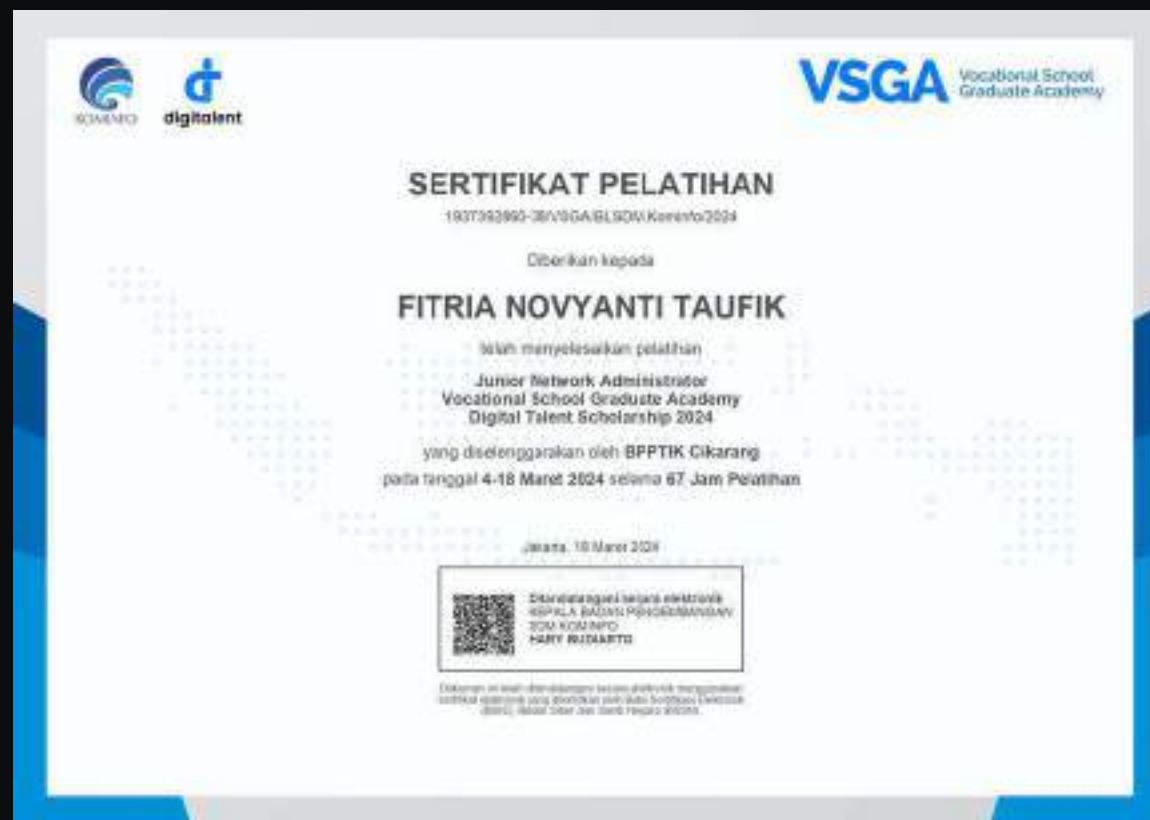 KOMINFO
digitalent
VSGA Vocational School
Graduate Academy
SERTIFIKAT PELATIHAN
Diberikan kepada
FITRIA NOVYANTI TAUFIK
telah menyelesaikan pelatihan
Junior Network Administrator
Vocational School Graduate Academy
Digital Talent Scholarship 2024
yang diselenggarakan oleh BPPTIK Cikarang
pada tanggal 4-18 Maret 2024 selama 67 Jam Pelatihan
Jakarta, 18 Maret 2024
Ditandatangani secara elektronik
KEPALA BADAN PENGEMBANGAN
SDM KOMINFO
HARY BUDIARTO